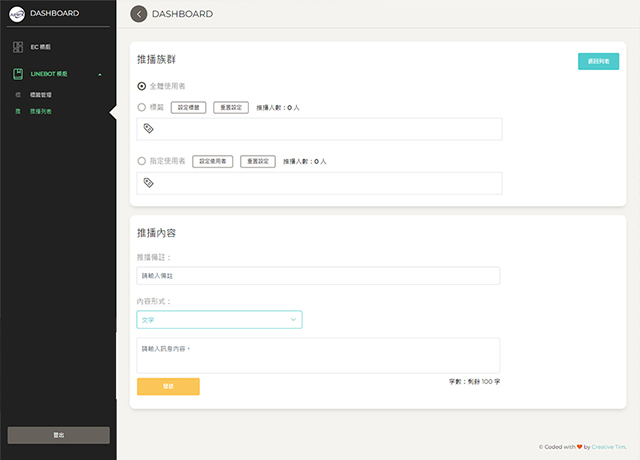 DASHBOARD
EC 模組
LINEBOT 模組
標 標籤管理
推 推播列表
登出
DASHBOARD
推播族群
返回列表
全體使用者
標籤 設定標籤 重置設定 推播人數：0 人
指定使用者 設定使用者 重置設定 推播人數：0 人
推播內容
推播備註：
請輸入備註
內容形式：
文字
請輸入訊息內容。
發送
字數：剩餘 100 字
© Coded with ❤ by Creative Tim.